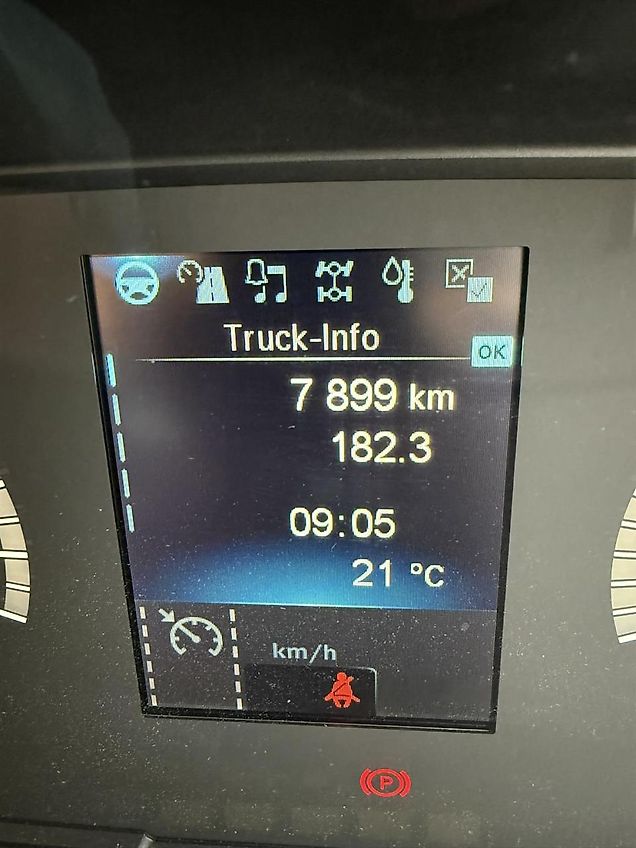 Truck-Info
OK
7 899 km
182.3
09:05
21 °C
km/h
P